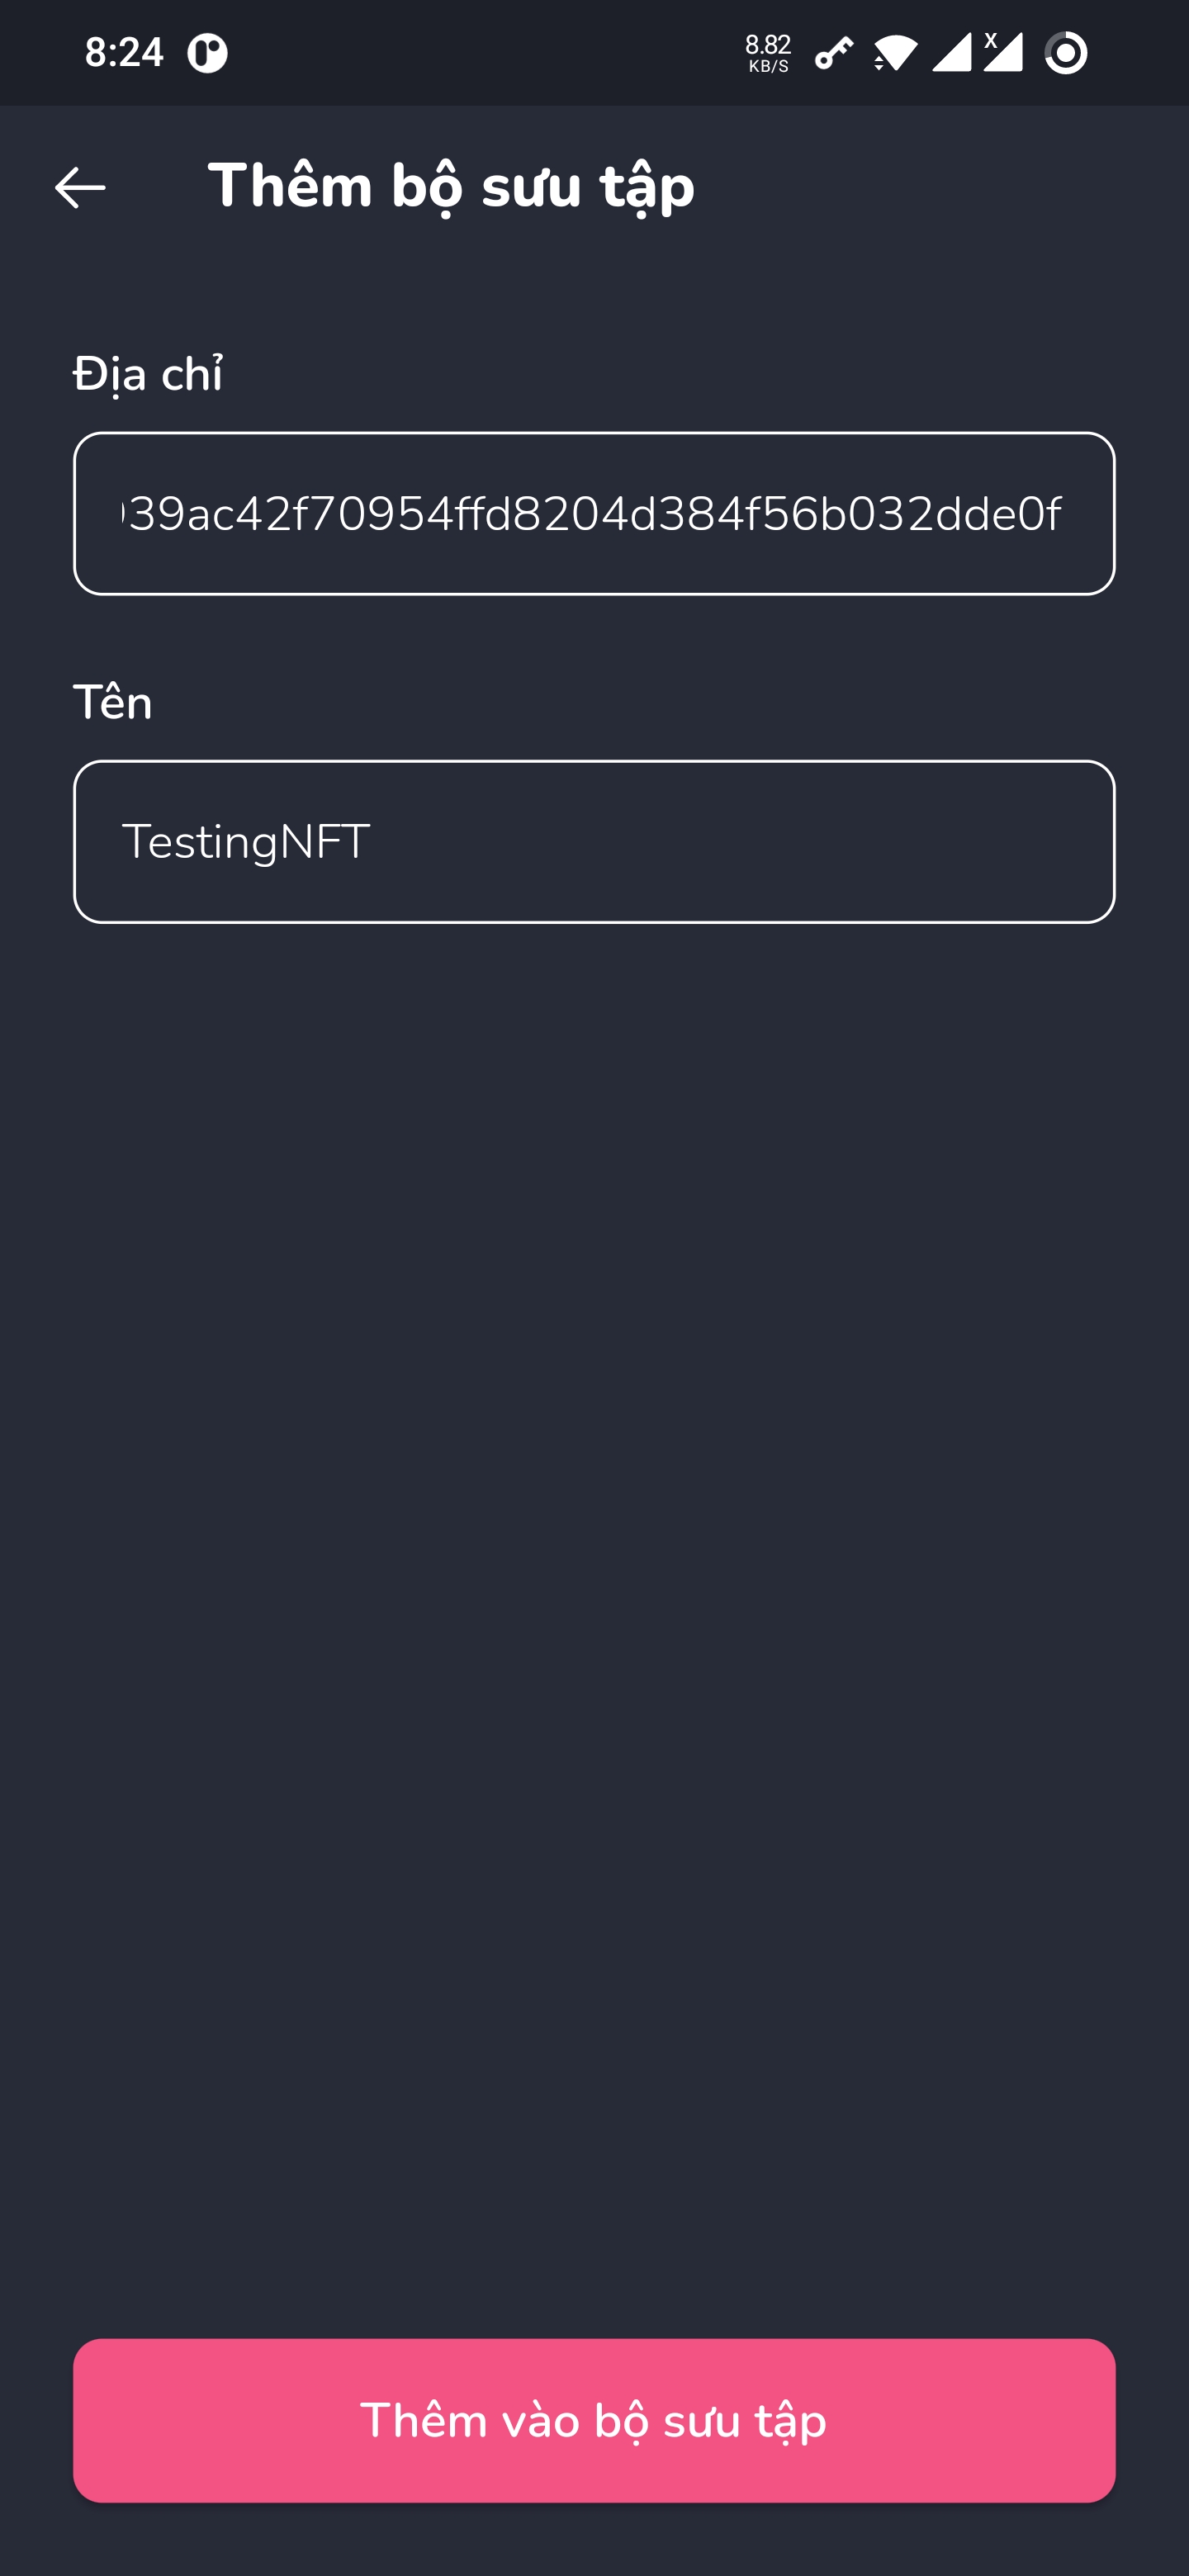 8:24
8.82
KB/S
X
Thêm bộ sưu tập
Địa chỉ
39ac42f70954ffd8204d384f56b032dde0f
Tên
TestingNFT
Thêm vào bộ sưu tập